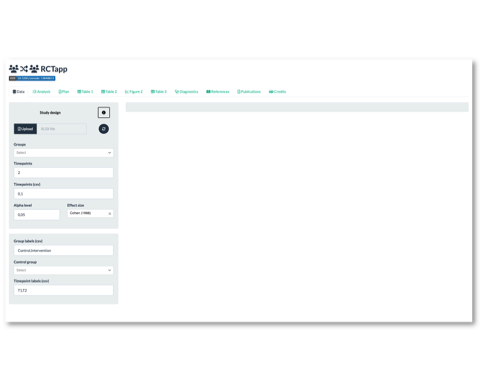 RCTapp
Data
Analysis
Plan
Table 1
Table 2
Figure 2
Table 3
Diagnostics
References
Publications
Credits
Study design
Upload
XLSX file
Groups
Select
Timepoints
2
Timepoints (csv)
0,1
Alpha level
Effect size
0.05
Cohen (1988)
Group labels (csv)
Control,Intervention
Control group
Select
Timepoint labels (csv)
T1,T2